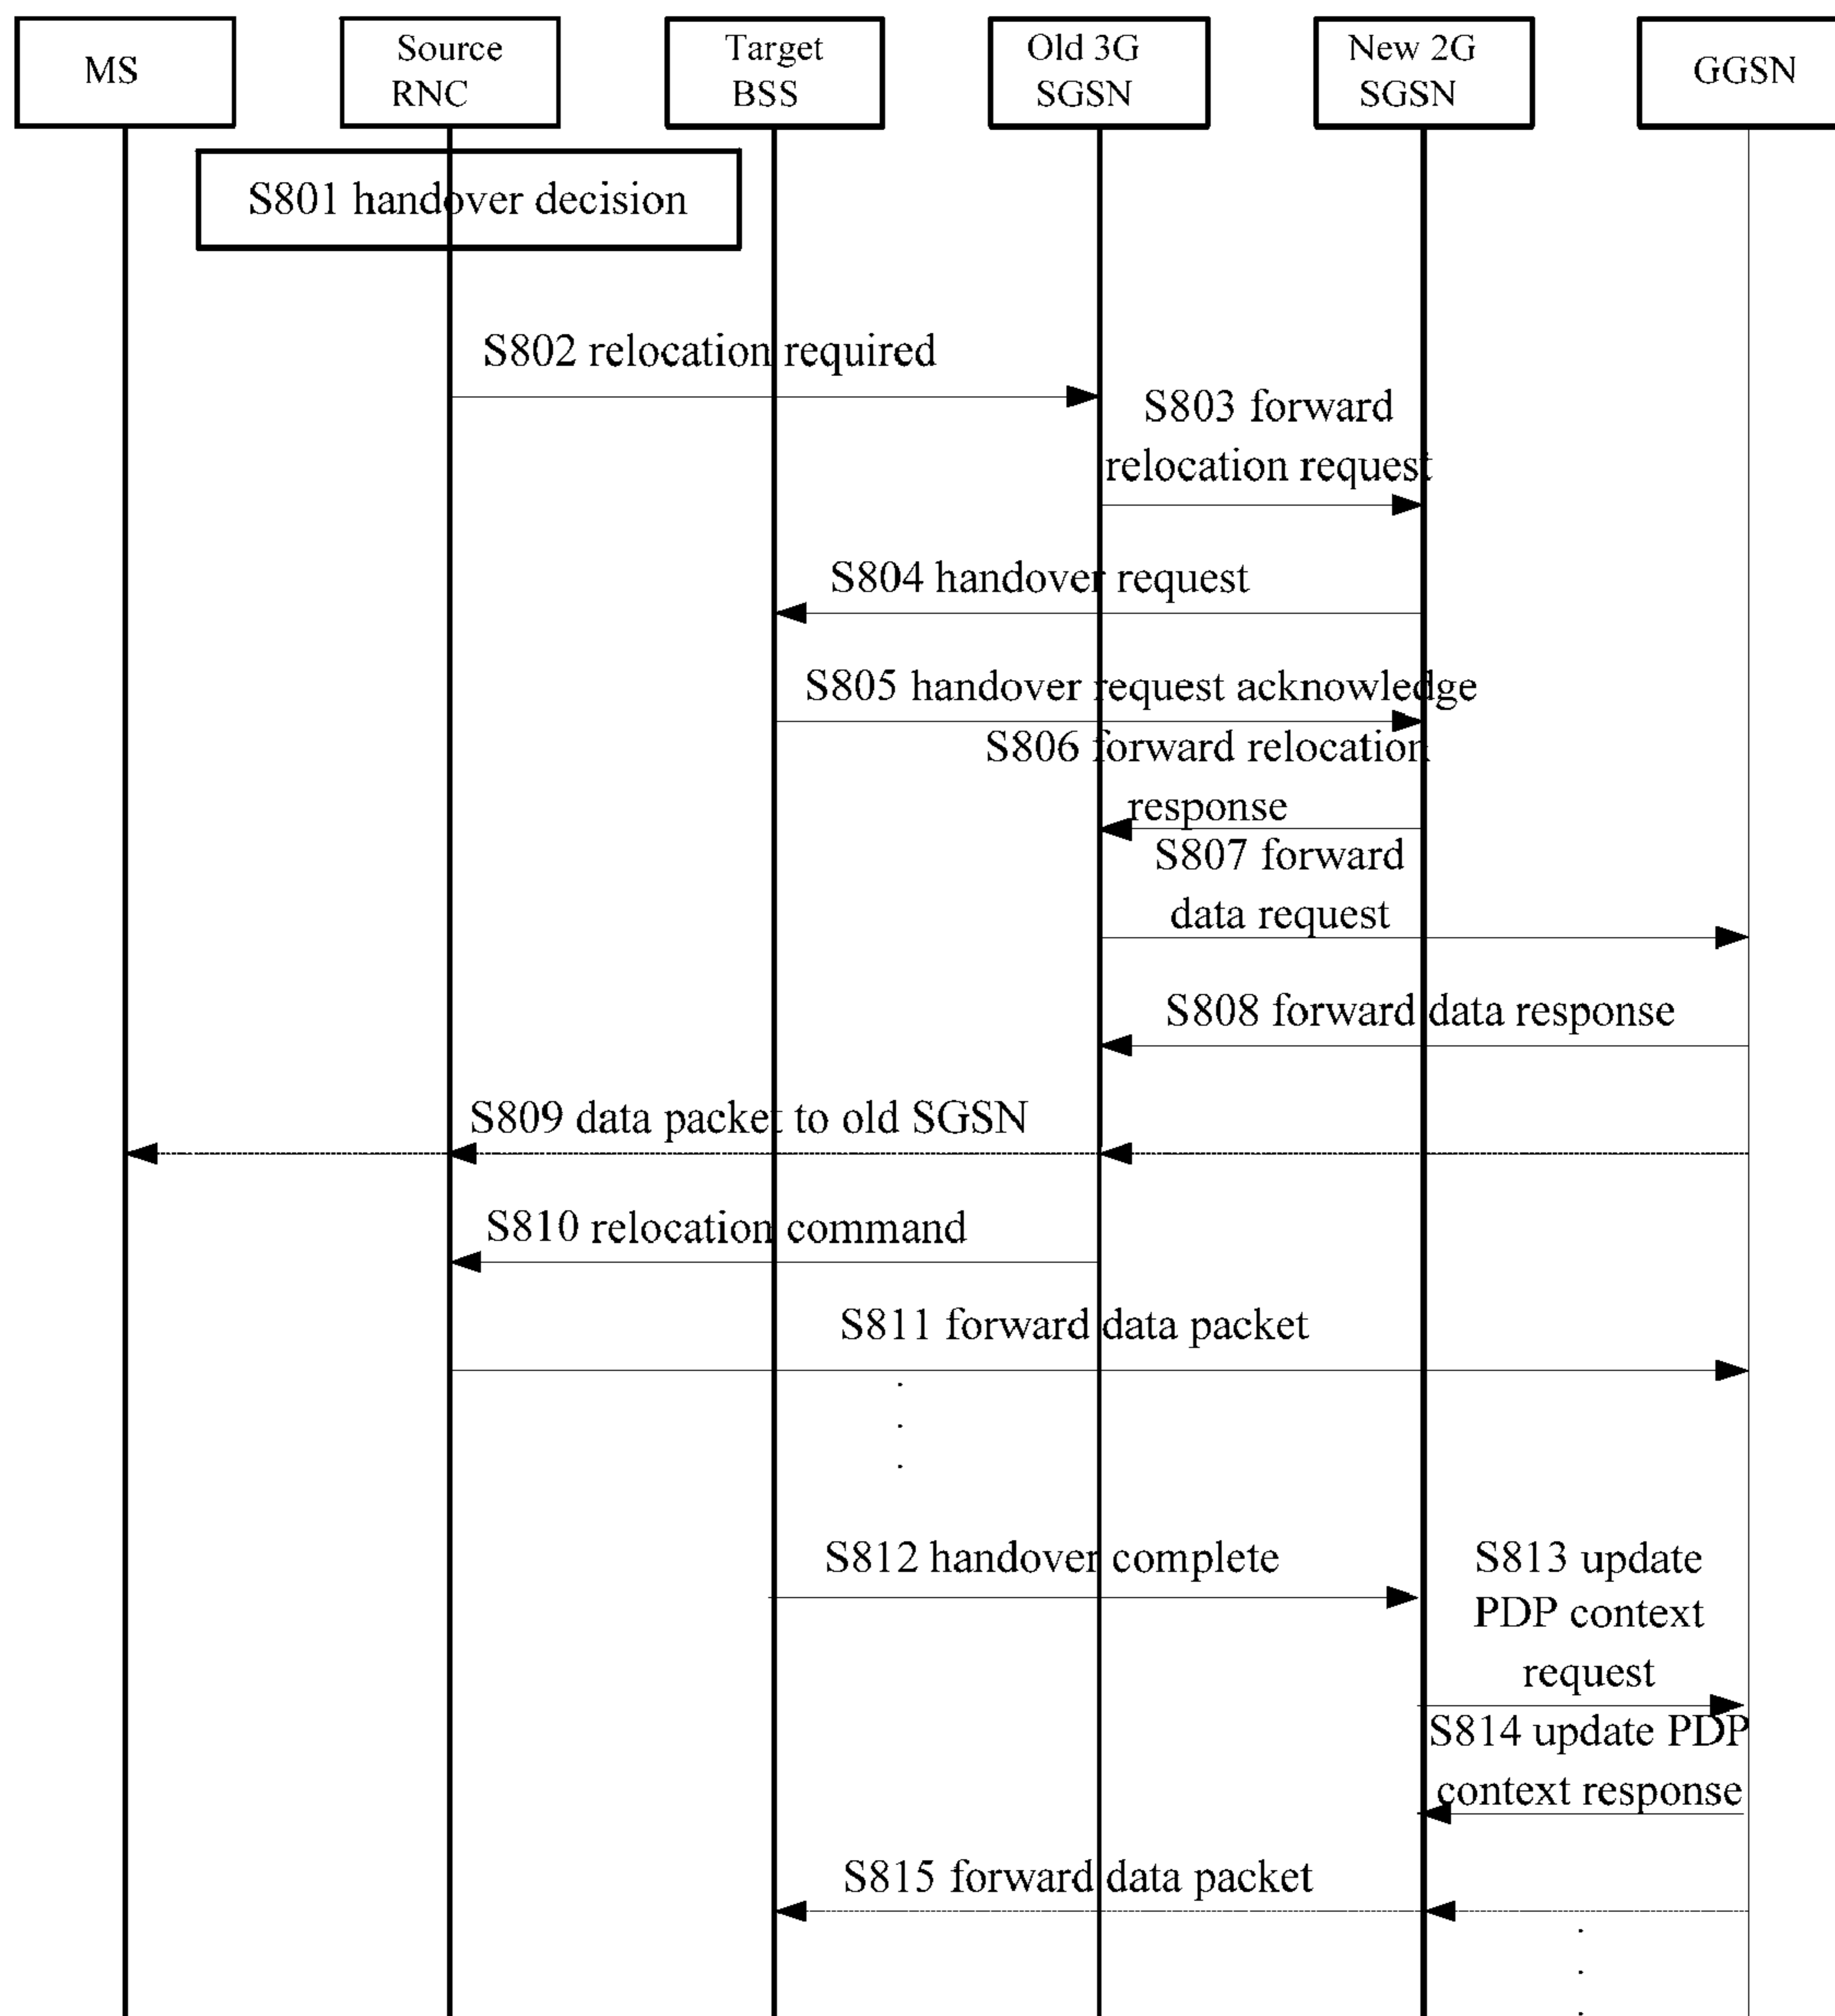 MS
Source
RNC
Target
BSS
Old 3G
SGSN
New 2G
SGSN
GGSN
S801 handover decision
S802 relocation required
S803 forward
relocation request
S804 handover request
S805 handover request acknowledge
S806 forward relocation
response
S807 forward
data request
S808 forward data response
S809 data packet to old SGSN
S810 relocation command
S811 forward data packet
S812 handover complete
S813 update
PDP context
request
S814 update PDP
context response
S815 forward data packet